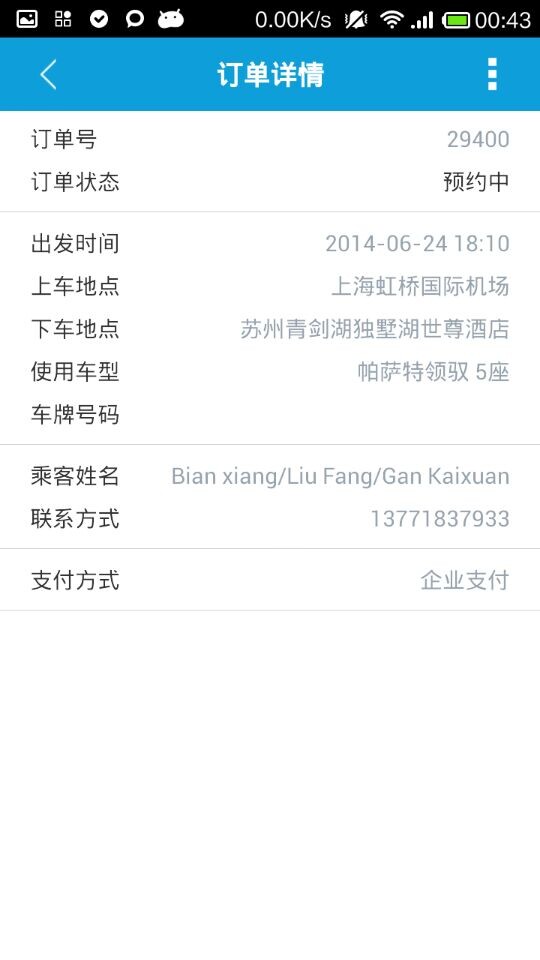 0.00K/s 00:43
订单详情
订单号 29400
订单状态 预约中
出发时间 2014-06-24 18:10
上车地点 上海虹桥国际机场
下车地点 苏州青剑湖独墅湖世尊酒店
使用车型 帕萨特领驭 5座
车牌号码
乘客姓名 Bian xiang/Liu Fang/Gan Kaixuan
联系方式 13771837933
支付方式 企业支付